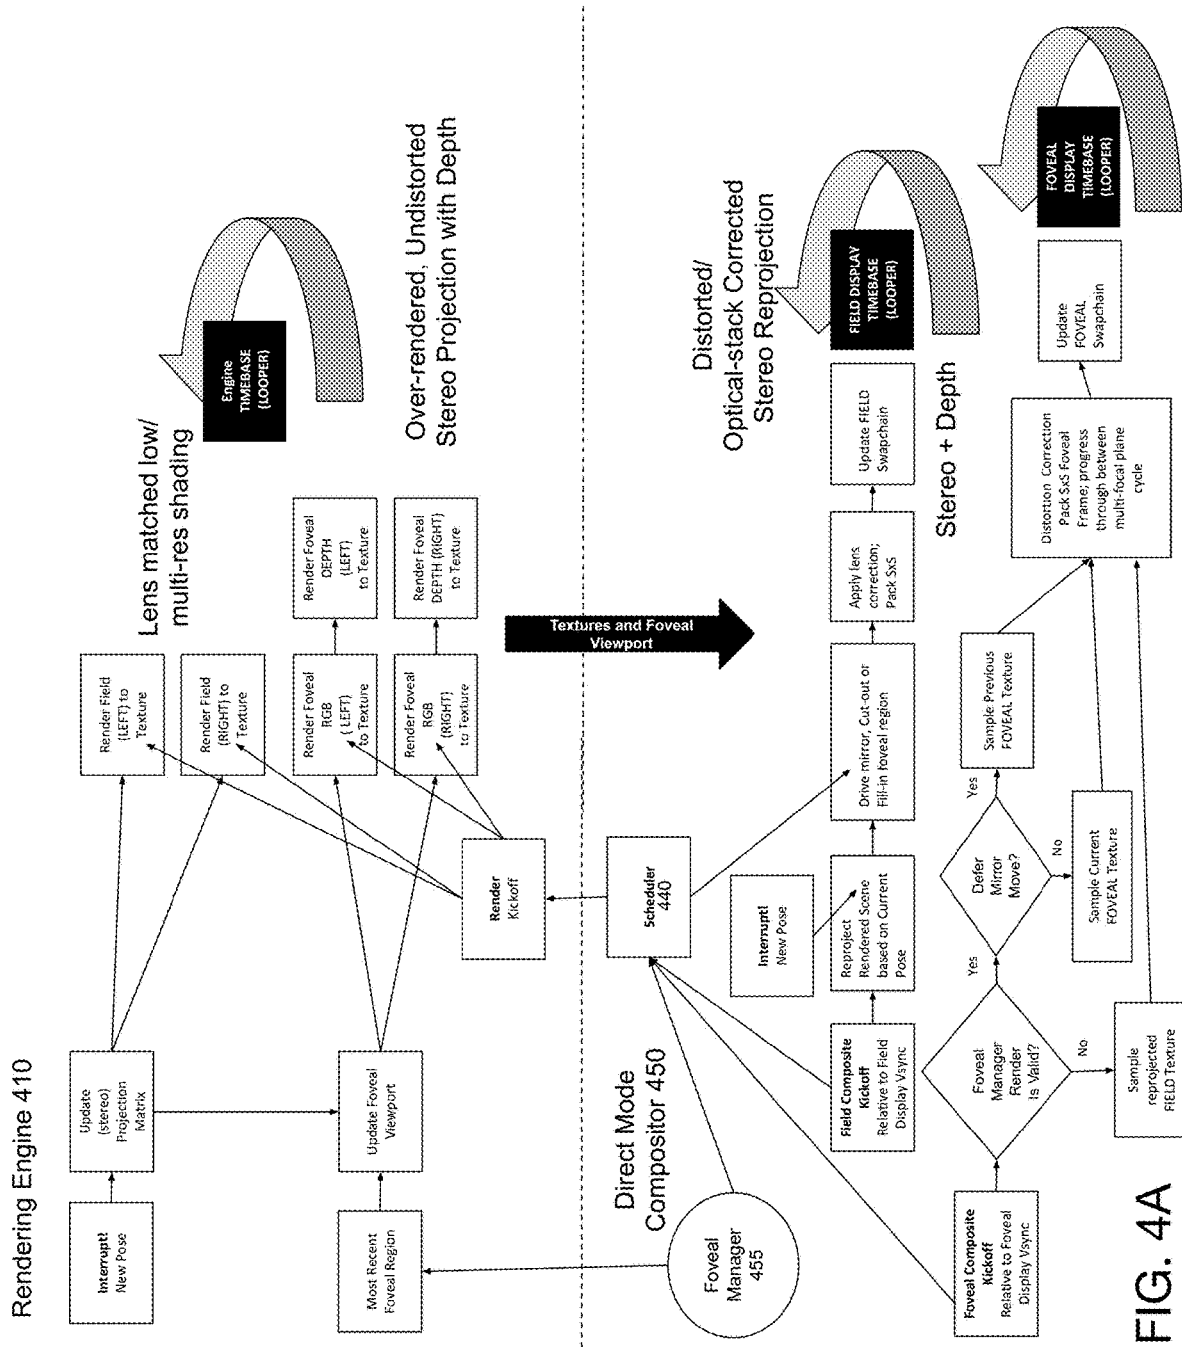 Rendering Engine 410
Interrupt!
New Pose
Update
(stereo)
Projection
Matrix
Most Recent
Foveal Region
Update Foveal
Viewport
Render
Kickoff
Render Field
(LEFT) to
Texture
Render Field
(RIGHT) to
Texture
Render Foveal
RGB
( LEFT)
to Texture
Render Foveal
RGB
(RIGHT)
to Texture
Render Foveal
DEPTH
(LEFT)
to Texture
Render Foveal
DEPTH (RIGHT)
to Texture
Lens matched low/
multi-res shading
Engine
TIMEBASE
(LOOPER)
Over-rendered, Undistorted
Stereo Projection with Depth
Textures and Foveal
Viewport
Direct Mode
Compositor 450
Foveal
Manager
455
Scheduler
440
Interrupt!
New Pose
Field Composite
Kickoff
Relative to Field
Display Vsync
Reproject
Rendered Scene
based on Current
Pose
Drive mirror, Cut-out or
Fill-in foveal region
Apply lens
correction;
Pack SxS
Update FIELD
Swapchain
FIELD DISPLAY
TIMEBASE
(LOOPER)
Distorted/
Optical-stack Corrected
Stereo Reprojection
Stereo + Depth
Foveal Composite
Kickoff
Relative to Foveal
Display Vsync
Foveal
Manager
Render
is Valid?
Yes
No
Sample
reprojected
FIELD Texture
Defer
Mirror
Move?
Yes
No
Sample Previous
FOVEAL Texture
Sample Current
FOVEAL Texture
Distortion Correction
Pack SxS Foveal
Frame; progress
through between
multi-focal plane
cycle
Update
FOVEAL
Swapchain
FOVEAL
DISPLAY
TIMEBASE
(LOOPER)
FIG. 4A